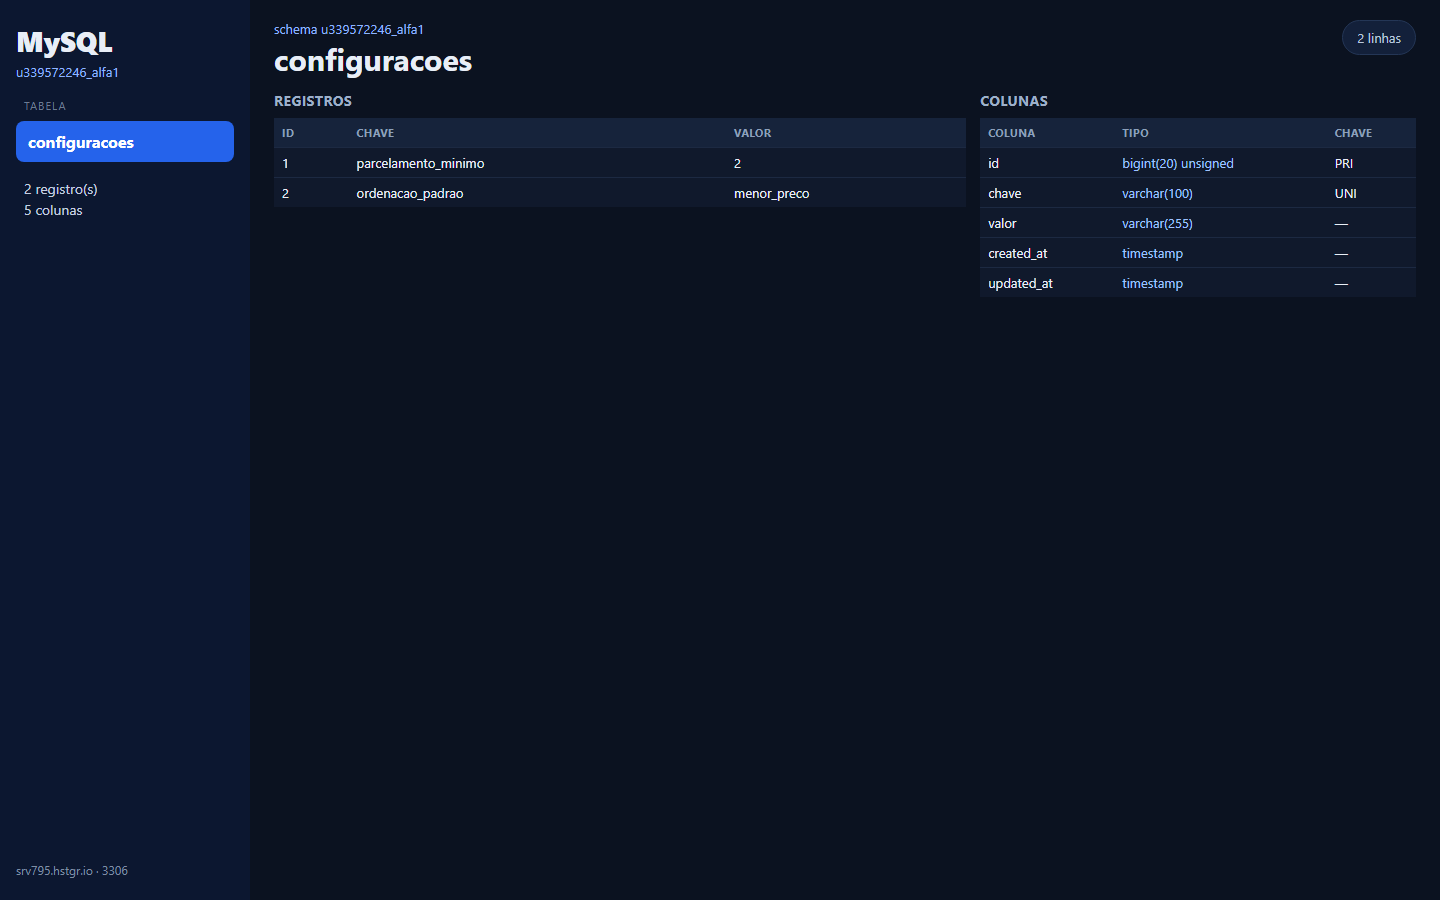 MySQL
u339572246_alfa1
TABELA
configuracoes
2 registro(s)
5 colunas
srv795.hstgr.io · 3306
schema u339572246_alfa1
configuracoes
2 linhas
REGISTROS
ID CHAVE VALOR
1 parcelamento_minimo 2
2 ordenacao_padrao menor_preco
COLUNAS
COLUNA TIPO CHAVE
id bigint(20) unsigned PRI
chave varchar(100) UNI
valor varchar(255) —
created_at timestamp —
updated_at timestamp —